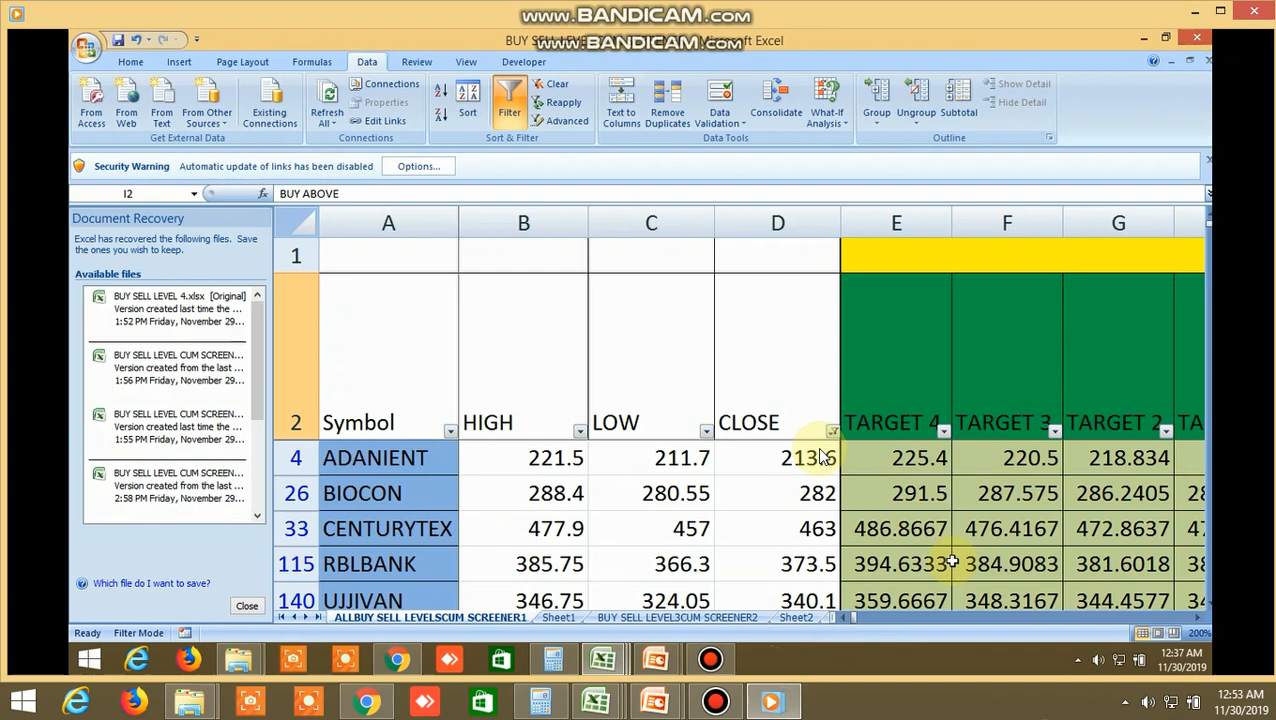 www.BANDICAM.com
BUY SELL LEVEL
Microsoft Excel
www.BANDICAM.com
Home Insert Page Layout Formulas Data Review View Developer
From Access
From Web
From Text
From Other Sources
Existing Connections
Refresh All
Connections
Properties
Edit Links
Sort
Filter
Clear
Reapply
Advanced
Text to Columns
Remove Duplicates
Data Validation
Consolidate
What-If Analysis
Group
Ungroup
Subtotal
Show Detail
Hide Detail
Get External Data Connections Sort & Filter Data Tools Outline
Security Warning Automatic update of links has been disabled Options...
I2 fx BUY ABOVE
Document Recovery
Excel has recovered the following files. Save the ones you wish to keep.
Available files
BUY SELL LEVEL 4.xlsx [Original]
Version created last time the ...
1:52 PM Friday, November 29...
BUY SELL LEVEL CUM SCREEN...
Version created from the last ...
1:56 PM Friday, November 29...
BUY SELL LEVEL CUM SCREEN...
Version created from the last ...
1:55 PM Friday, November 29...
BUY SELL LEVEL CUM SCREEN...
Version created from the last ...
2:58 PM Friday, November 29...
Which file do I want to save?
Close
A B C D E F G
1
2 Symbol HIGH LOW CLOSE TARGET 4 TARGET 3 TARGET 2 TA
4 ADANIENT 221.5 211.7 213.6 225.4 220.5 218.834
26 BIOCON 288.4 280.55 282 291.5 287.575 286.2405 28
33 CENTURYTEX 477.9 457 463 486.8667 476.4167 472.8637 47
115 RBLBANK 385.75 366.3 373.5 394.6333 384.9083 381.6018 38
140 UJJIVAN 346.75 324.05 340.1 359.6667 348.3167 344.4577 34
ALLBUY SELL LEVELSCUM SCREENER1 Sheet1 BUY SELL LEVEL3CUM SCREENER2 Sheet2
Ready Filter Mode 200%
12:37 AM
11/30/2019
12:53 AM
11/30/2019